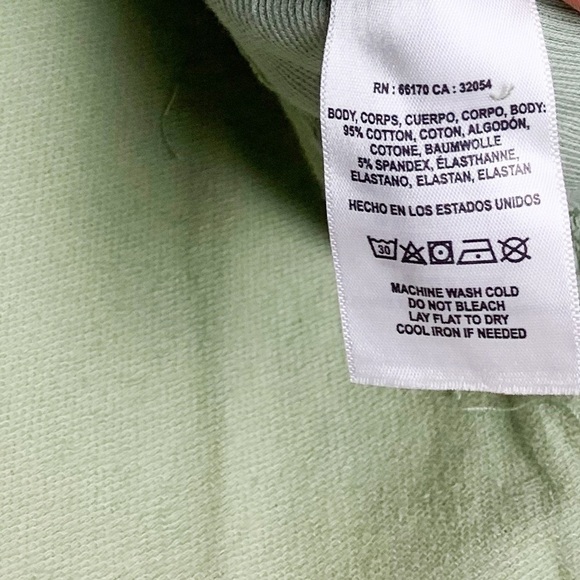 RN : 66170 CA : 32054
BODY, CORPS, CUERPO, CORPO, BODY:
95% COTTON, COTON, ALGODÓN,
COTONE, BAUMWOLLE
5% SPANDEX, ÉLASTHANNE,
ELASTANO, ELASTAN, ELASTÁN
HECHO EN LOS ESTADOS UNIDOS
30
MACHINE WASH COLD
DO NOT BLEACH
LAY FLAT TO DRY
COOL IRON IF NEEDED